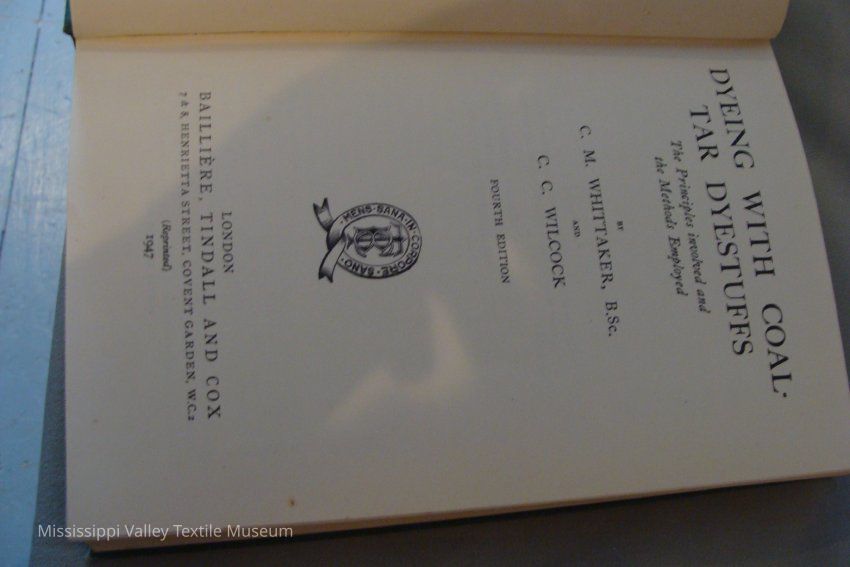 DYEING WITH COAL-
TAR DYESTUFFS
The Principles involved and
the Methods Employed
BY
C. M. WHITTAKER, B.Sc.
AND
C. C. WILCOCK
FOURTH EDITION
MENS·SANA·IN·CORPORE·SANO·
LONDON
BAILLIÈRE, TINDALL AND COX
7 & 8, HENRIETTA STREET, COVENT GARDEN, W.C.2
(Reprinted)
1947
Mississippi Valley Textile Museum